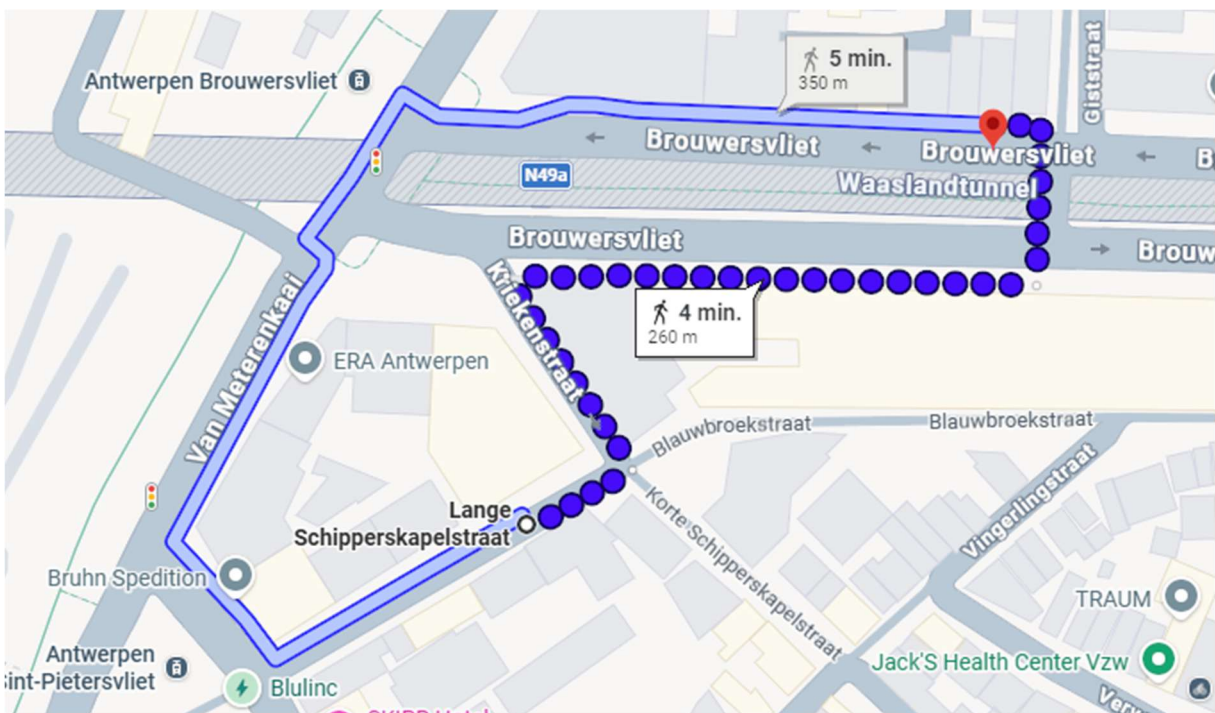 Antwerpen Brouwersvliet
5 min.
350 m
Giststraat
Brouwersvliet
Brouwersvliet
B
N49a
Waaslandtunnel
Brouwersvliet
Brouw
Kriekenstraat
4 min.
260 m
Van Meterenkaai
ERA Antwerpen
Blauwbroekstraat
Blauwbroekstraat
Lange
Schipperskapelstraat
Korte Schipperskapelstraat
Vingerlingstraat
Bruhn Spedition
TRAUM
Antwerpen
Sint-Pietersvliet
Jack'S Health Center Vzw
Blulinc
Verv